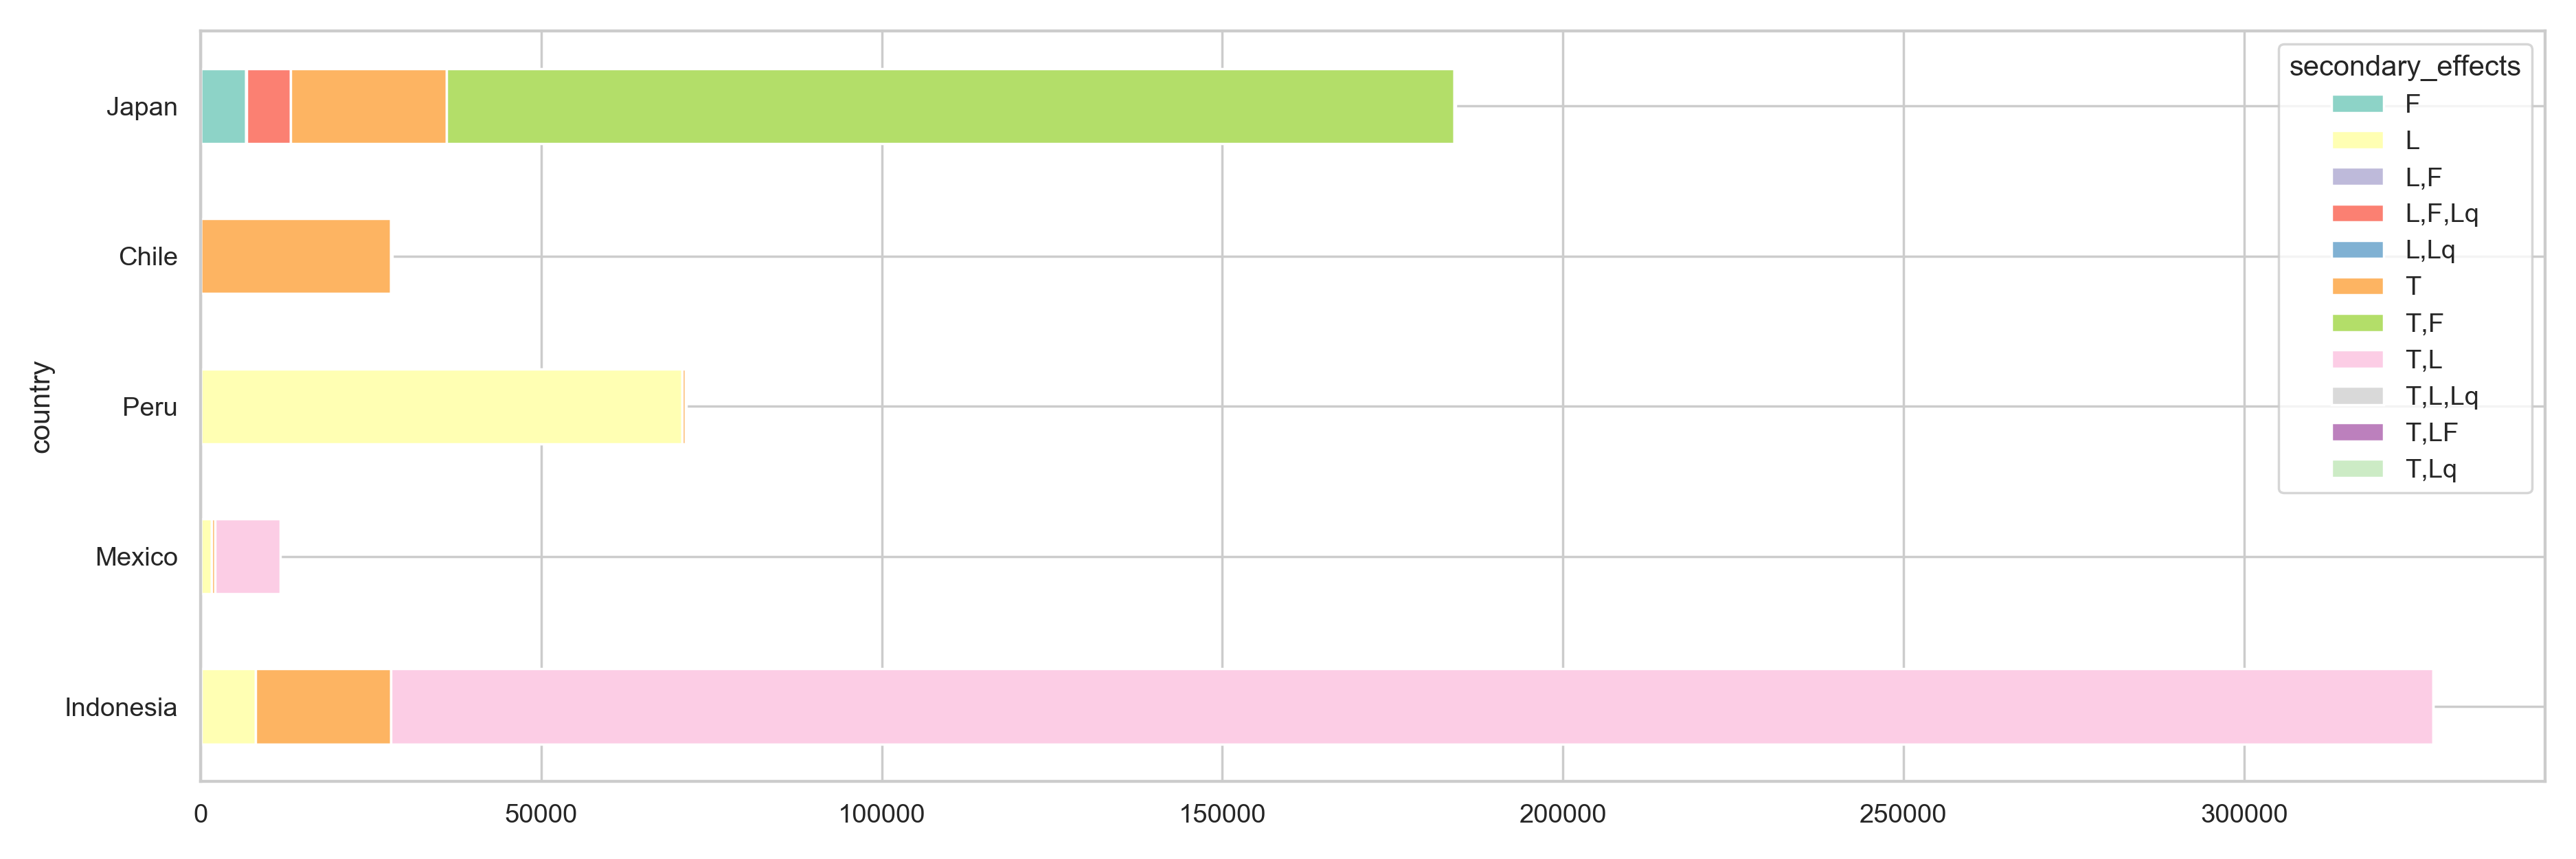 secondary_effects
F
L
L,F
L,F,Lq
L,Lq
T
T,F
T,L
T,L,Lq
T,LF
T,Lq
country
Japan
Chile
Peru
Mexico
Indonesia
0 50000 100000 150000 200000 250000 300000